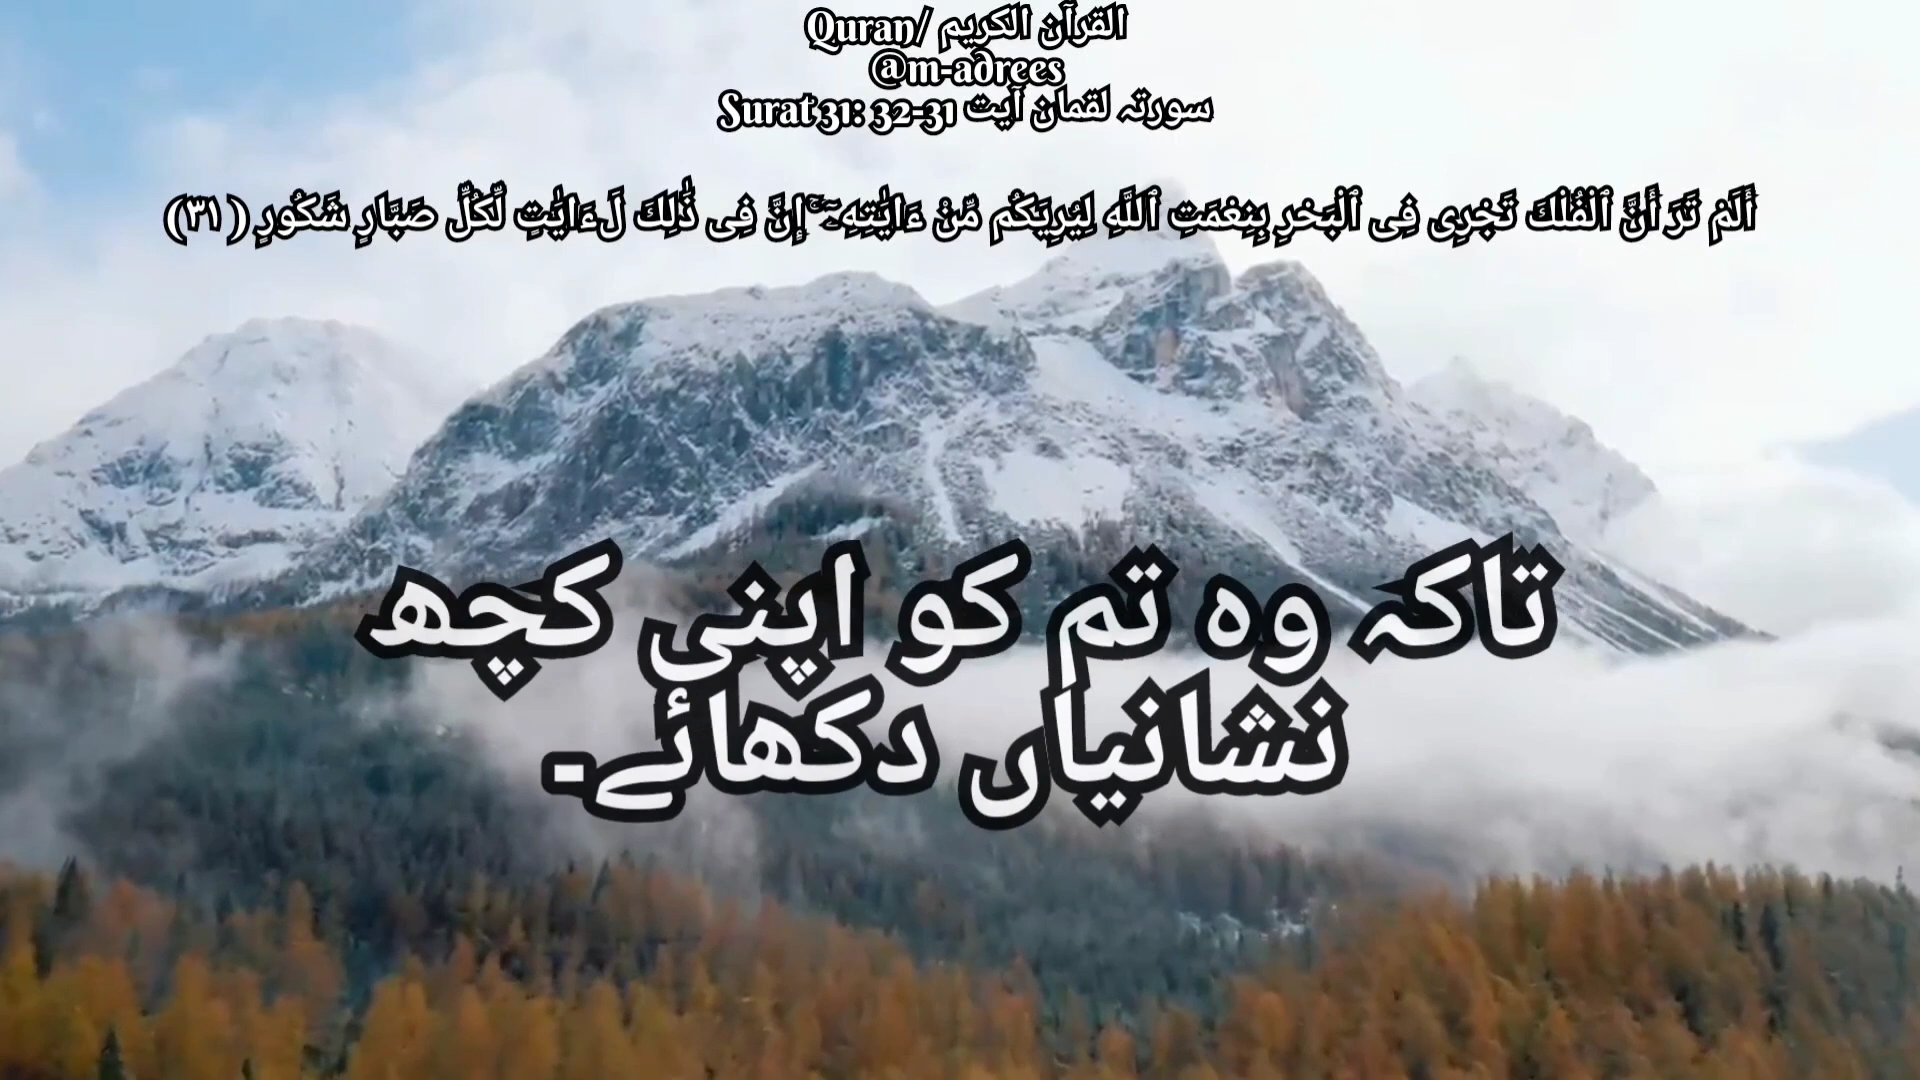 Quran/ القرآن الكريم
@m-adrees
Surat 31: 32-31 سورتہ لقمان آیت
أَلَمْ تَرَ أَنَّ ٱلْفُلْكَ تَجْرِى فِى ٱلْبَحْرِ بِنِعْمَتِ ٱللَّهِ لِيُرِيَكُم مِّنْ ءَايَـٰتِهِۦٓ ۚ إِنَّ فِى ذَٰلِكَ لَـَٔايَـٰتٍ لِّكُلِّ صَبَّارٍ شَكُورٍ (٣١)
تاکہ وہ تم کو اپنی کچھ
نشانیاں دکھائے۔